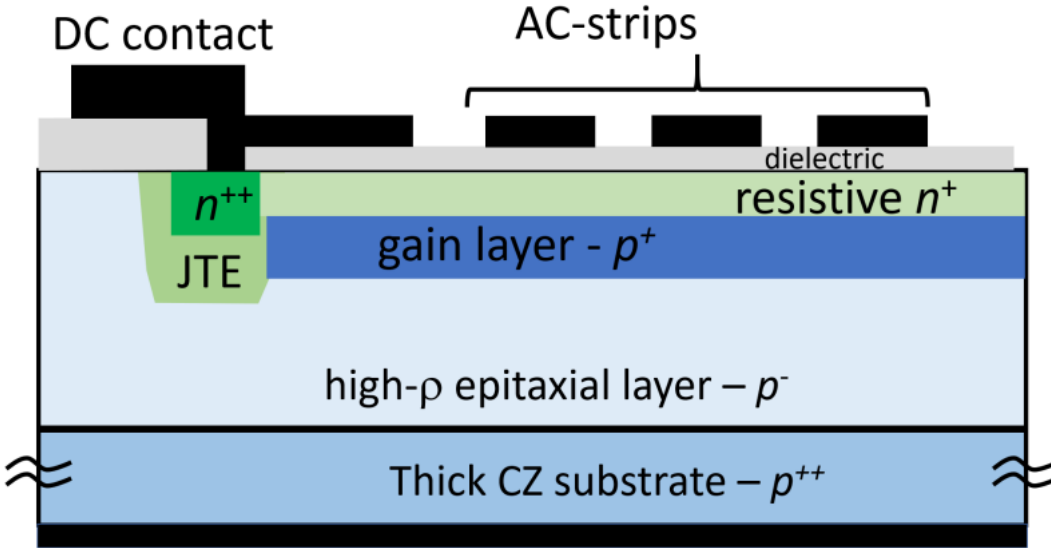 DC contact
AC-strips
dielectric
n⁺⁺
resistive n⁺
gain layer - p⁺
JTE
high-ρ epitaxial layer – p⁻
Thick CZ substrate – p⁺⁺